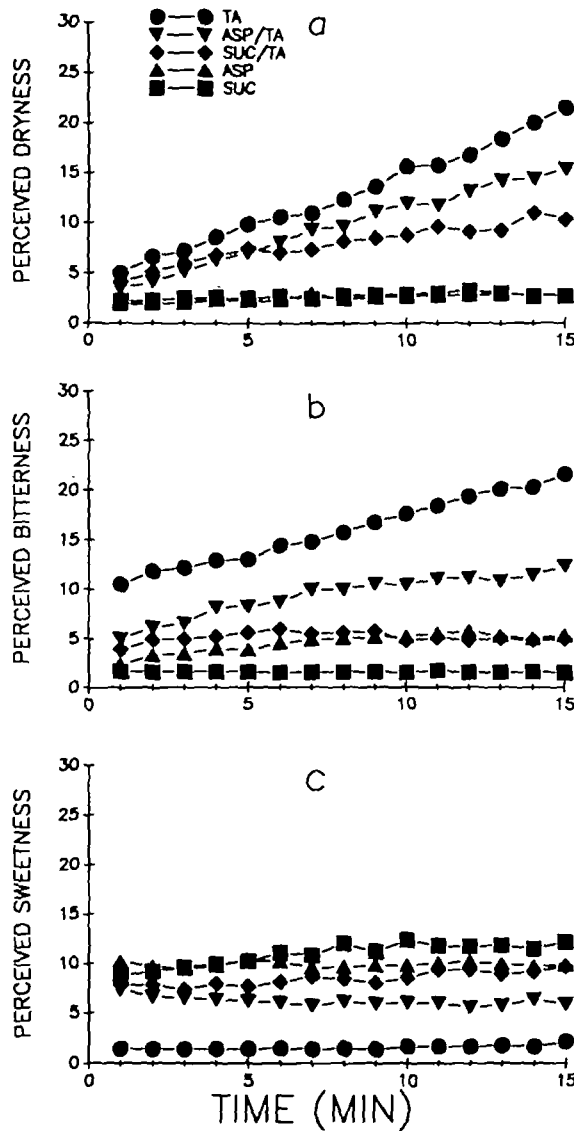 a
TA
ASP/TA
SUC/TA
ASP
SUC
30
25
20
15
10
5
0
PERCEIVED DRYNESS
0 5 10 15
b
30
25
20
15
10
5
0
PERCEIVED BITTERNESS
0 5 10 15
c
30
25
20
15
10
5
0
PERCEIVED SWEETNESS
0 5 10 15
TIME (MIN)